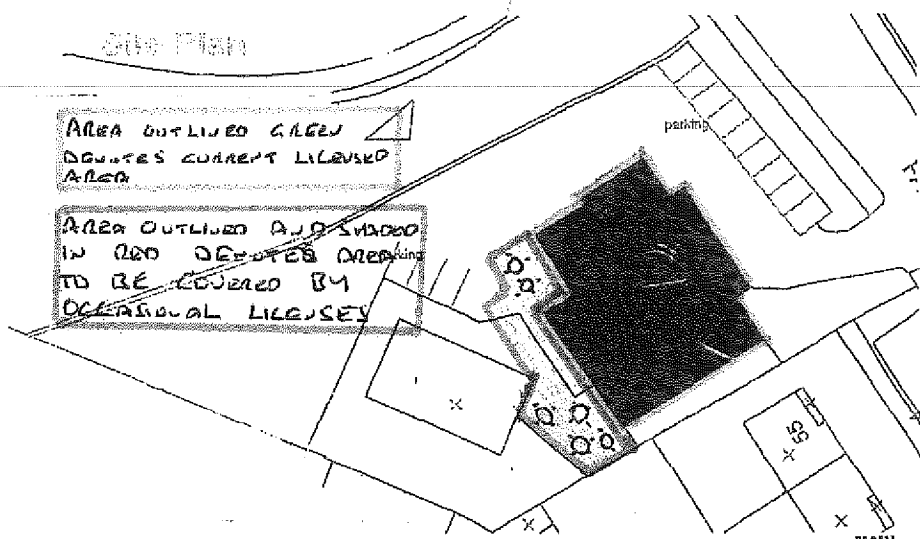 Site Plan
AREA OUTLINED GREEN
DENOTES CURRENT LICENSED
AREA
parking
AREA OUTLINED AND SHADED
IN RED DENOTES AREA
king
TO BE COVERED BY
OCCASIONAL LICENSES
55